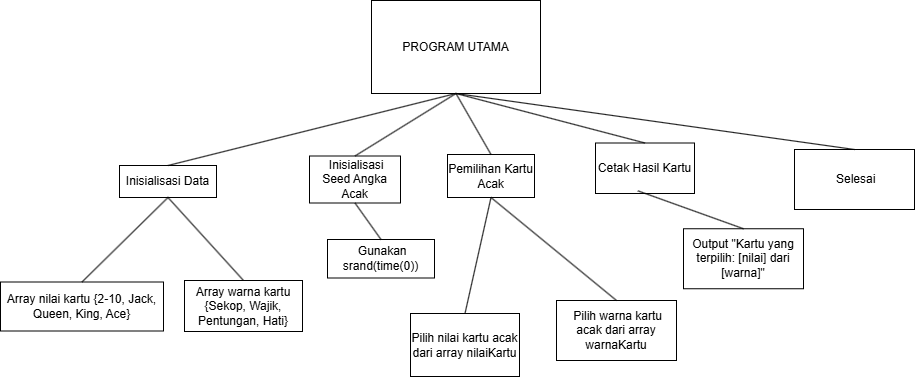 PROGRAM UTAMA
Inisialisasi Data
Inisialisasi
Seed Angka
Acak
Pemilihan Kartu
Acak
Cetak Hasil Kartu
Selesai
Array nilai kartu {2-10, Jack,
Queen, King, Ace}
Array warna kartu
{Sekop, Wajik,
Pentungan, Hati}
Gunakan
srand(time(0))
Pilih nilai kartu acak
dari array nilaiKartu
Pilih warna kartu
acak dari array
warnaKartu
Output "Kartu yang
terpilih: [nilai] dari
[warna]"